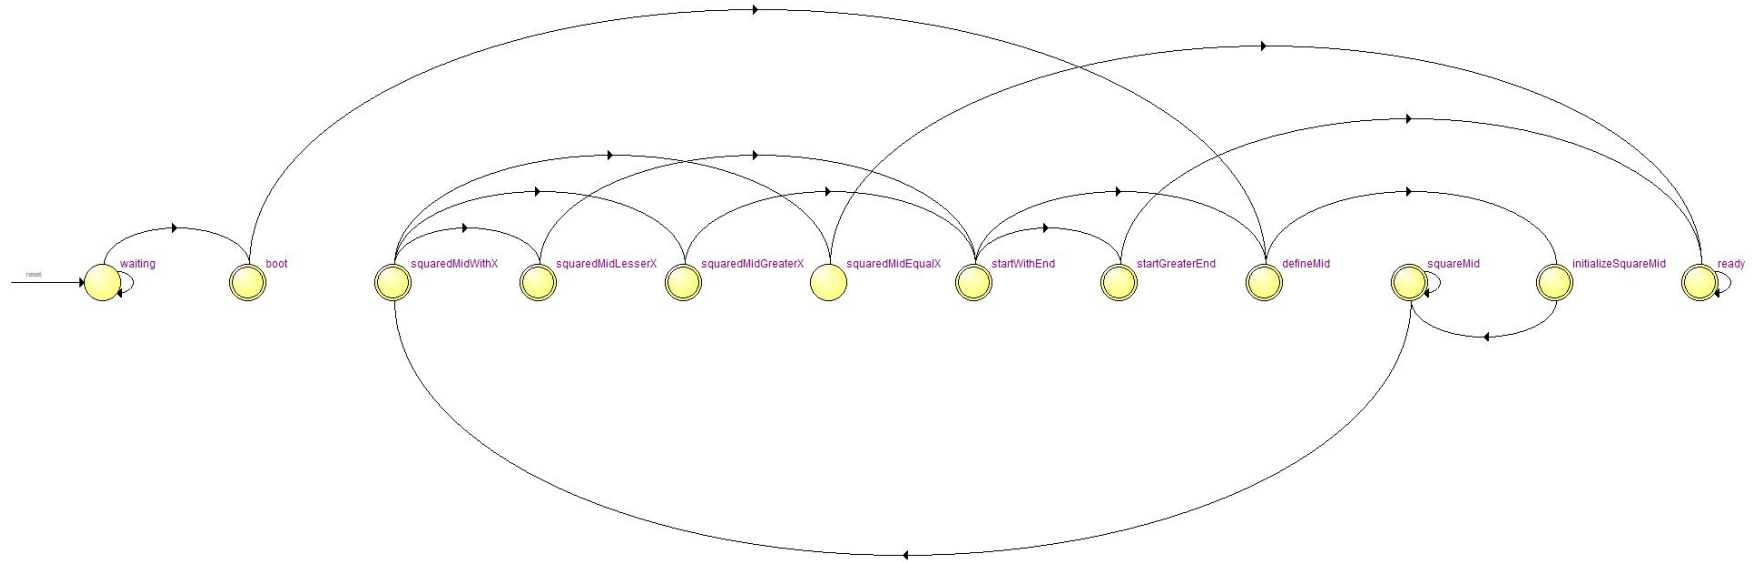 reset
waiting
boot
squaredMidWithX
squaredMidLesserX
squaredMidGreaterX
squaredMidEqualX
startWithEnd
startGreaterEnd
defineMid
squareMid
initializeSquareMid
ready